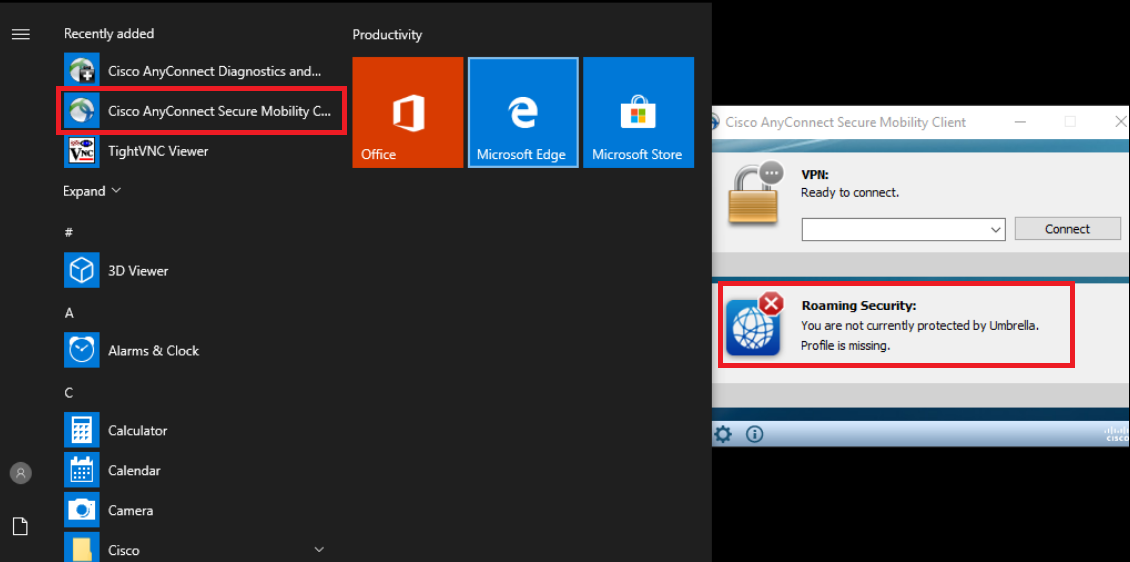 Recently added
Cisco AnyConnect Diagnostics and...
Cisco AnyConnect Secure Mobility C...
VNC
TightVNC Viewer
Expand
#
3D Viewer
A
Alarms & Clock
C
Calculator
Calendar
Camera
Cisco
Productivity
Office
Microsoft Edge
Microsoft Store
Cisco AnyConnect Secure Mobility Client
VPN:
Ready to connect.
Connect
Roaming Security:
You are not currently protected by Umbrella.
Profile is missing.
cisco